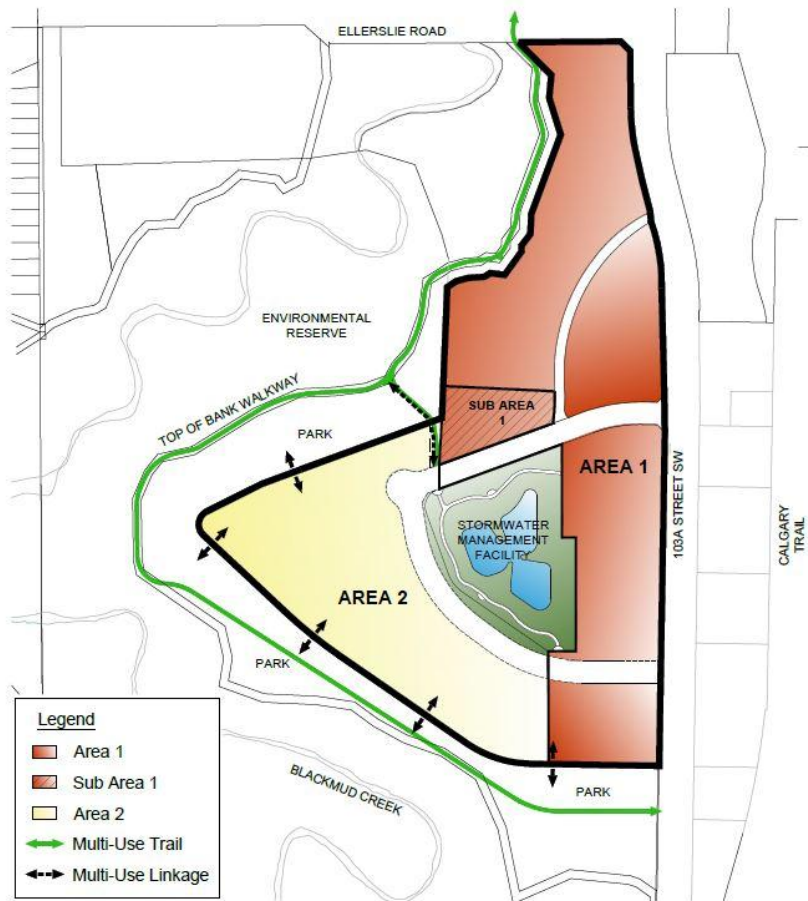 ELLERSLIE ROAD
ENVIRONMENTAL
RESERVE
TOP OF BANK WALKWAY
PARK
SUB AREA
1
AREA 1
103A STREET SW
CALGARY
TRAIL
STORMWATER
MANAGEMENT
FACILITY
AREA 2
PARK
BLACKMUD CREEK
PARK
Legend
Area 1
Sub Area 1
Area 2
Multi-Use Trail
Multi-Use Linkage